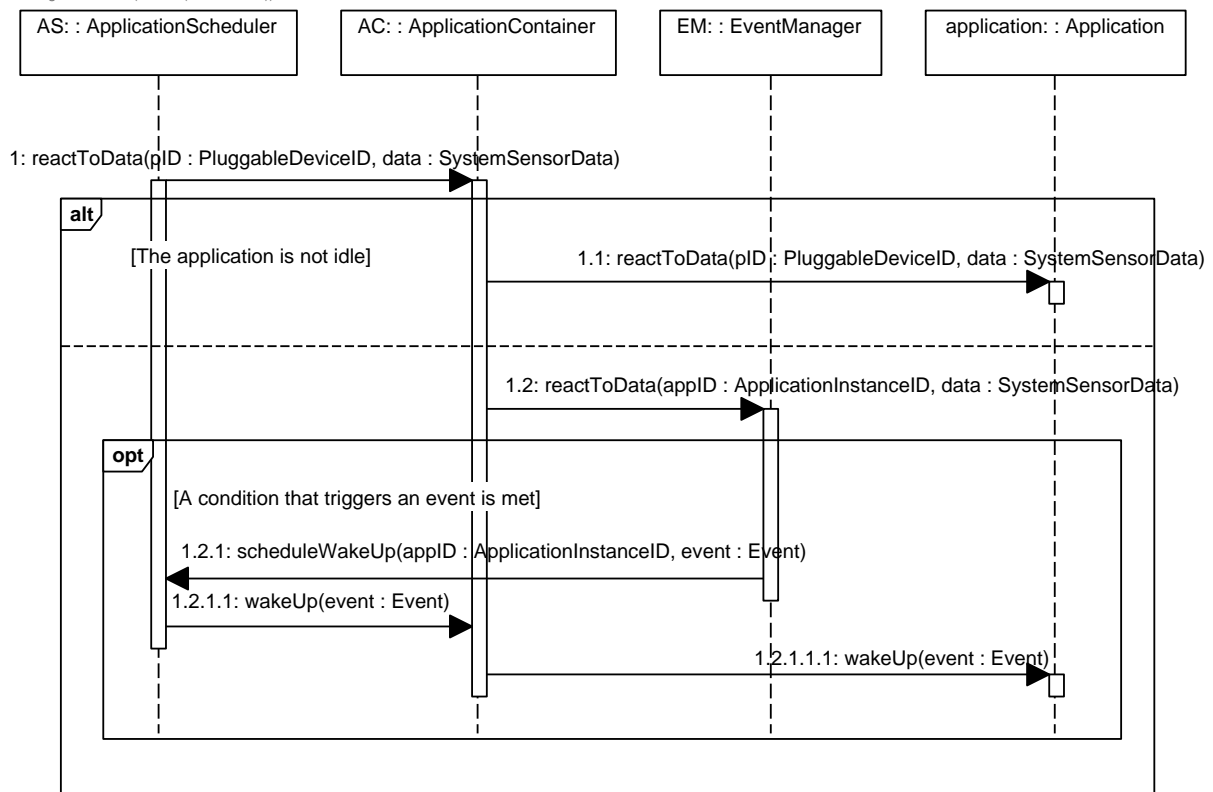 AS: : ApplicationScheduler
AC: : ApplicationContainer
EM: : EventManager
application: : Application
1: reactToData(pID : PluggableDeviceID, data : SystemSensorData)
alt
[The application is not idle]
1.1: reactToData(pID : PluggableDeviceID, data : SystemSensorData)
1.2: reactToData(appID : ApplicationInstanceID, data : SystemSensorData)
opt
[A condition that triggers an event is met]
1.2.1: scheduleWakeUp(appID : ApplicationInstanceID, event : Event)
1.2.1.1: wakeUp(event : Event)
1.2.1.1.1: wakeUp(event : Event)